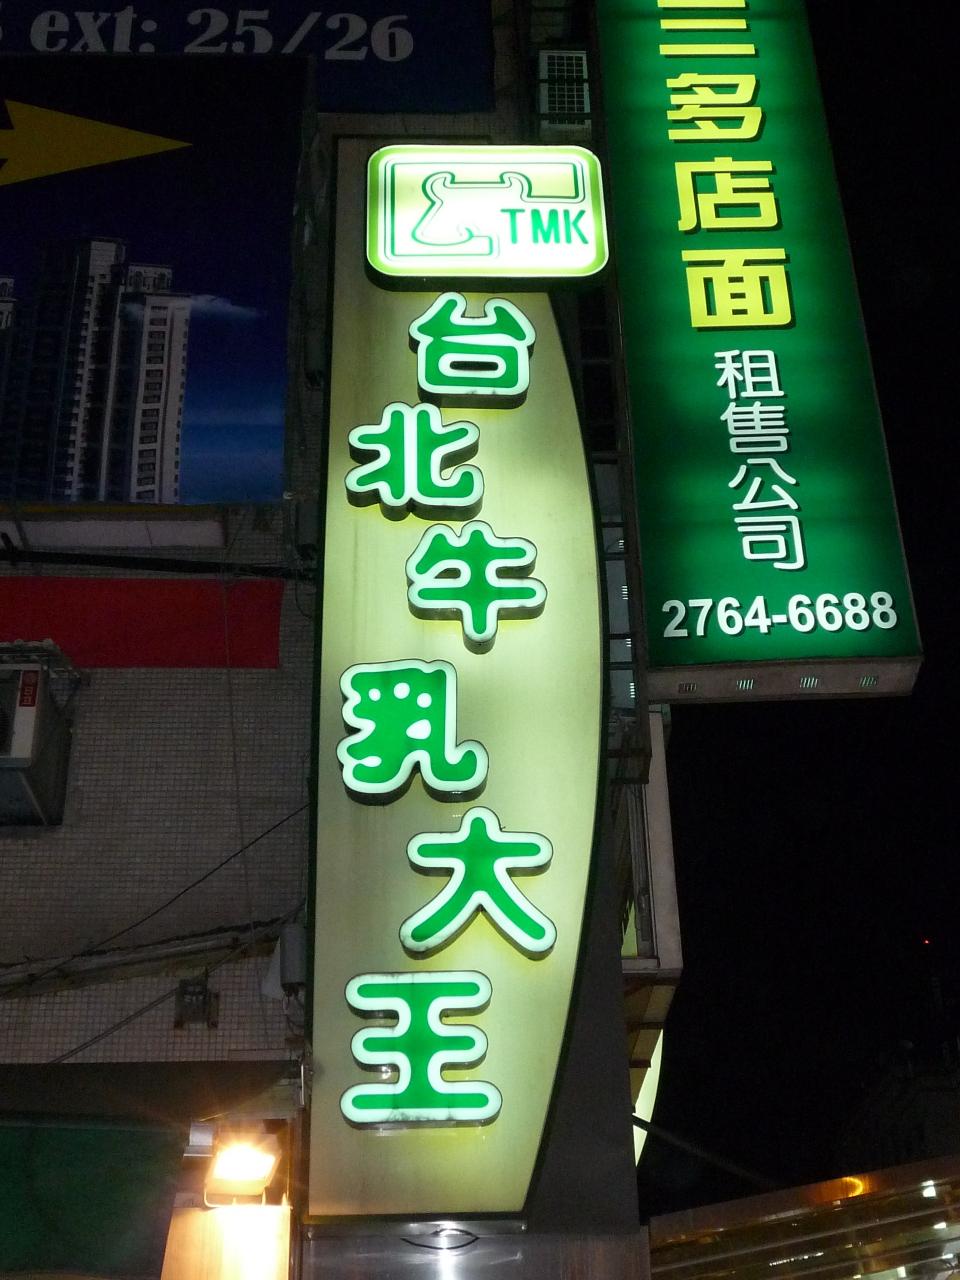 ext: 25/26
TMK
台北牛乳大王
三多店面
租售公司
2764-6688